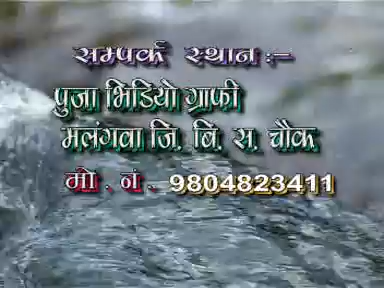 सम्पर्क स्थान :–
पुजा भिडियो ग्राफी
मलंगवा जि. बि. स. चौक
मो . नं . 9804823411